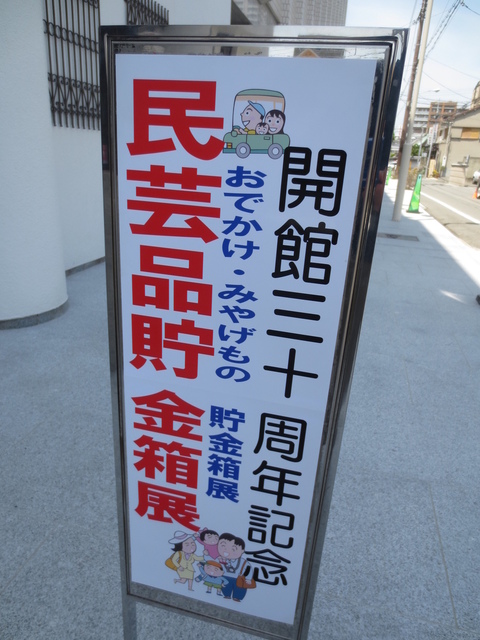 開館三十周年記念
おでかけ・みやげもの
貯金箱展
民芸品貯金箱展